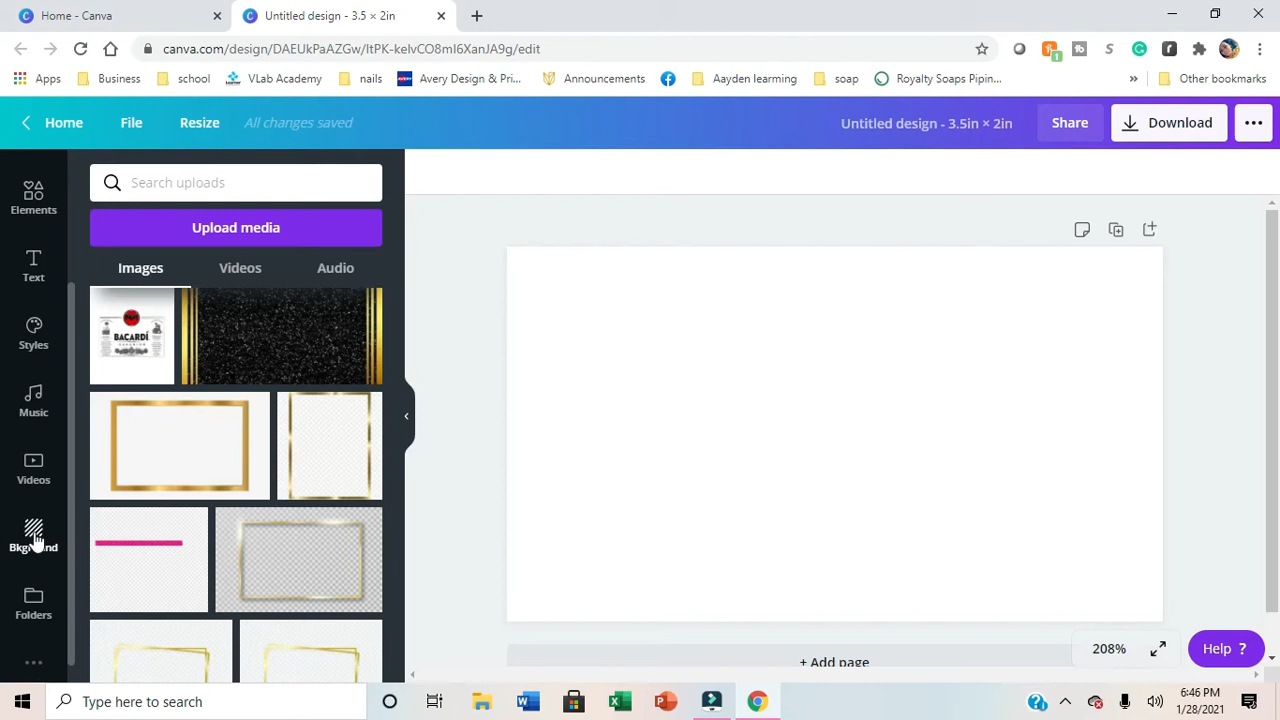 Home - Canva
Untitled design - 3.5 × 2in
canva.com/design/DAEUkPaAZGw/ItPK-kelvCO8mI6XanJA9g/edit
Apps
Business
school
VLab Academy
nails
Avery Design & Pri...
Announcements
Aayden learning
soap
Royalty Soaps Pipin...
»
Other bookmarks
Home
File
Resize
All changes saved
Untitled design - 3.5in × 2in
Share
Download
Elements
Text
Styles
Music
Videos
Folders
Search uploads
Upload media
Images
Videos
Audio
BACARDÍ
+ Add page
208%
Help ?
Type here to search
6:46 PM
1/28/2021